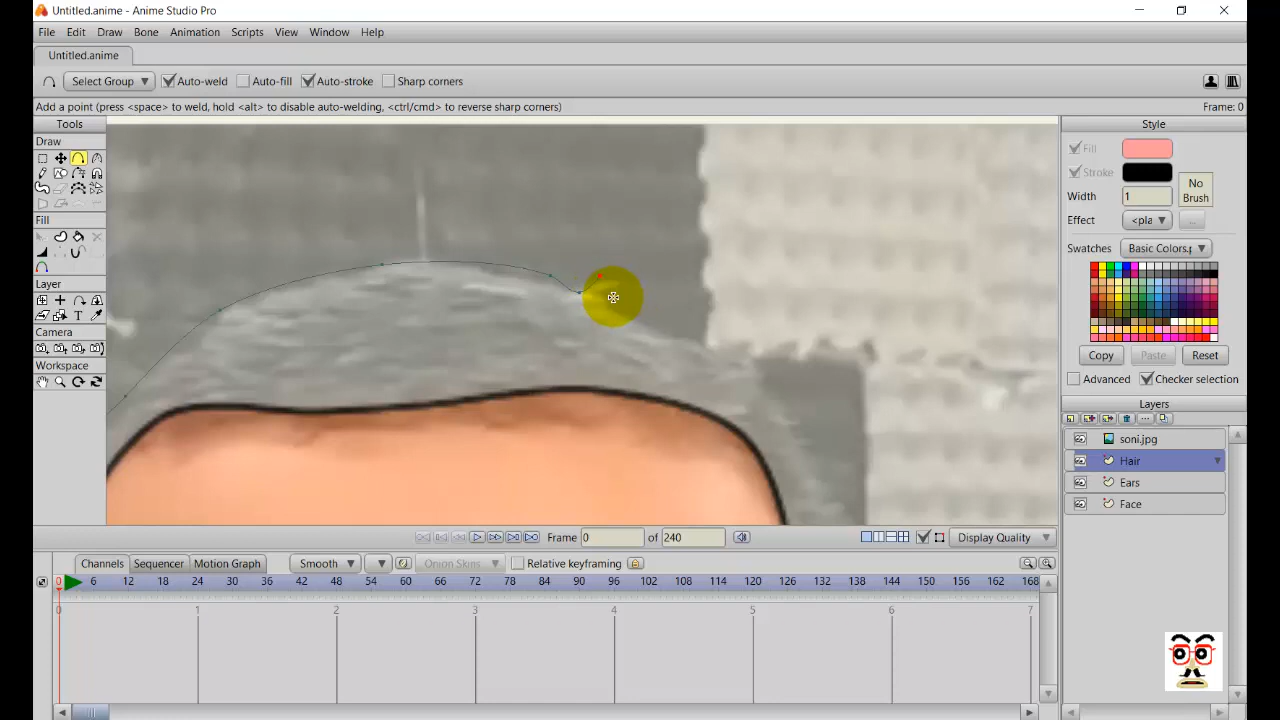 Untitled.anime - Anime Studio Pro
File Edit Draw Bone Animation Scripts View Window Help
Untitled.anime
Select Group Auto-weld Auto-fill Auto-stroke Sharp corners
Add a point (press <space> to weld, hold <alt> to disable auto-welding, <ctrl/cmd> to reverse sharp corners) Frame: 0
Tools
Draw
Fill
Layer
Camera
Workspace
Style
Fill
Stroke
Width 1
No
Brush
Effect <pla ...
Swatches Basic Colors.p
Copy Paste Reset
Advanced Checker selection
Layers
soni.jpg
Hair
Ears
Face
Frame 0 of 240 Display Quality
Channels Sequencer Motion Graph Smooth Onion Skins Relative keyframing
0 6 12 18 24 30 36 42 48 54 60 66 72 78 84 90 96 102 108 114 120 126 132 138 144 150 156 162 168
0 1 2 3 4 5 6 7